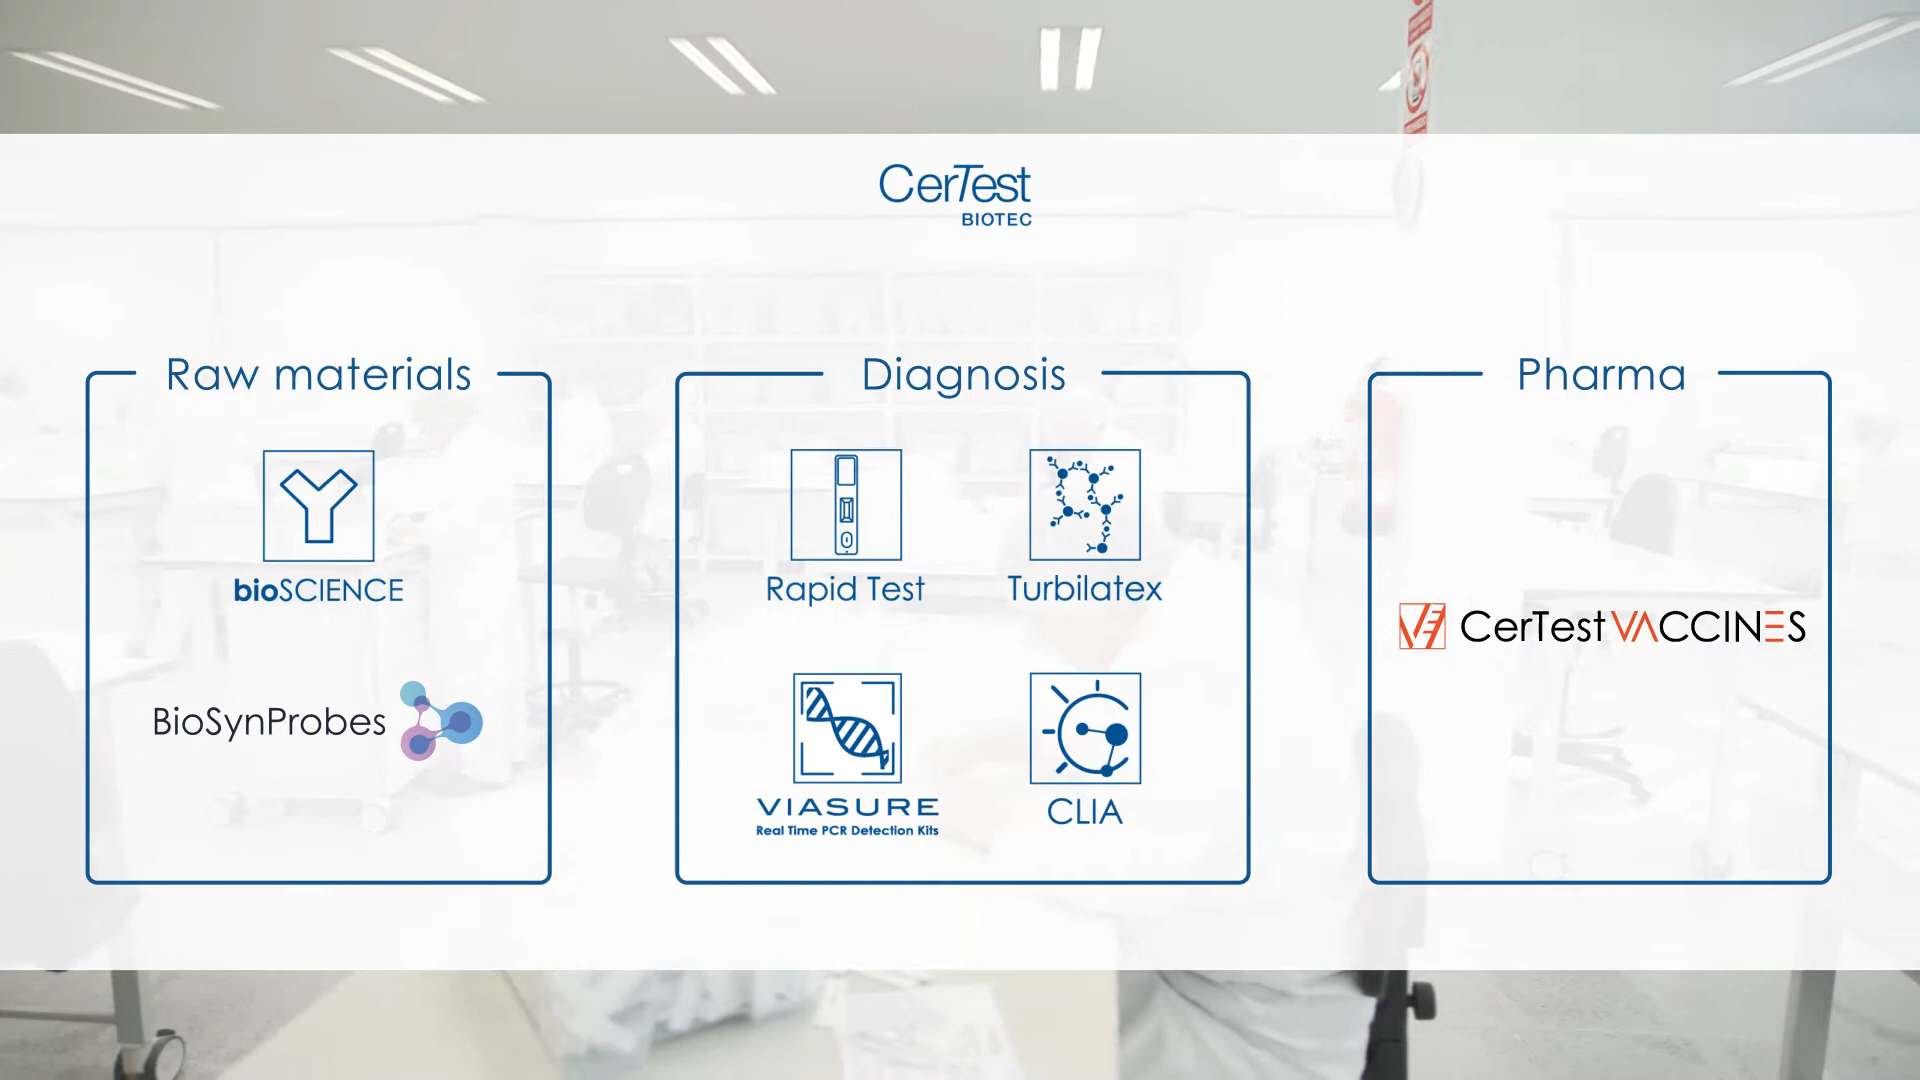 CerTest
BIOTEC
Raw materials
bioSCIENCE
BioSynProbes
Diagnosis
Rapid Test
Turbilatex
VIASURE
Real Time PCR Detection Kits
CLIA
Pharma
CerTest VACCINES